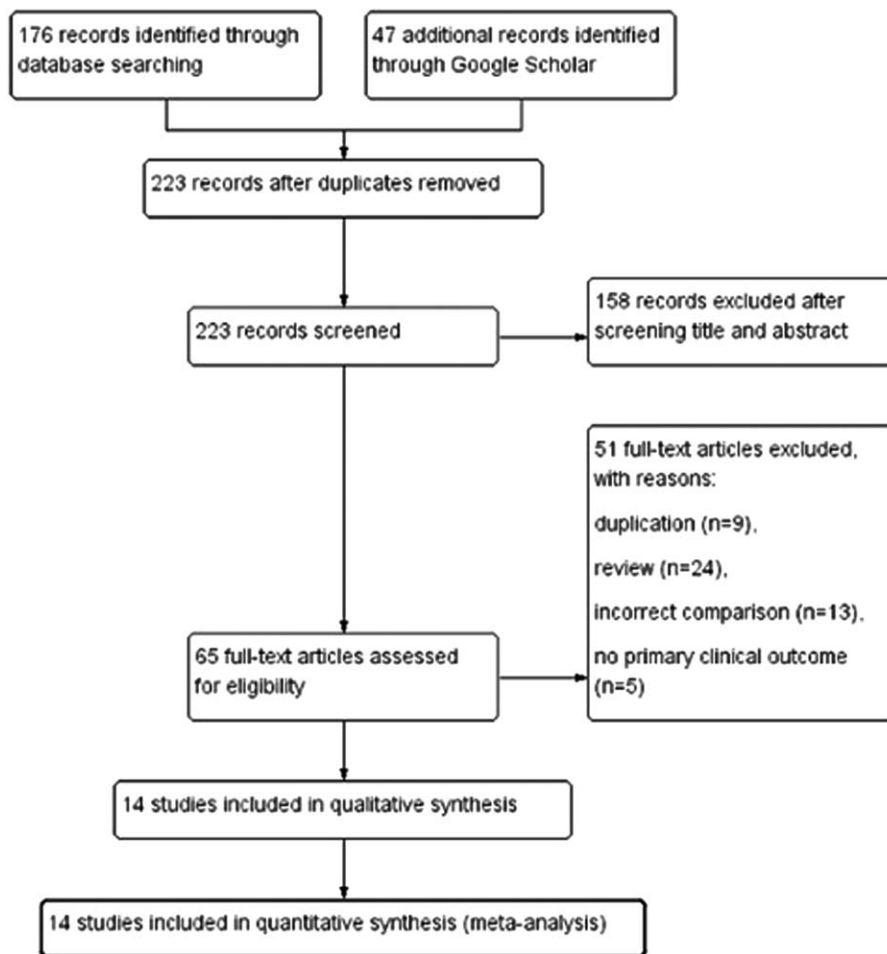 176 records identified through
database searching
47 additional records identified
through Google Scholar
223 records after duplicates removed
223 records screened
158 records excluded after
screening title and abstract
51 full-text articles excluded,
with reasons:
duplication (n=9),
review (n=24),
incorrect comparison (n=13),
no primary clinical outcome
(n=5)
65 full-text articles assessed
for eligibility
14 studies included in qualitative synthesis
14 studies included in quantitative synthesis (meta-analysis)